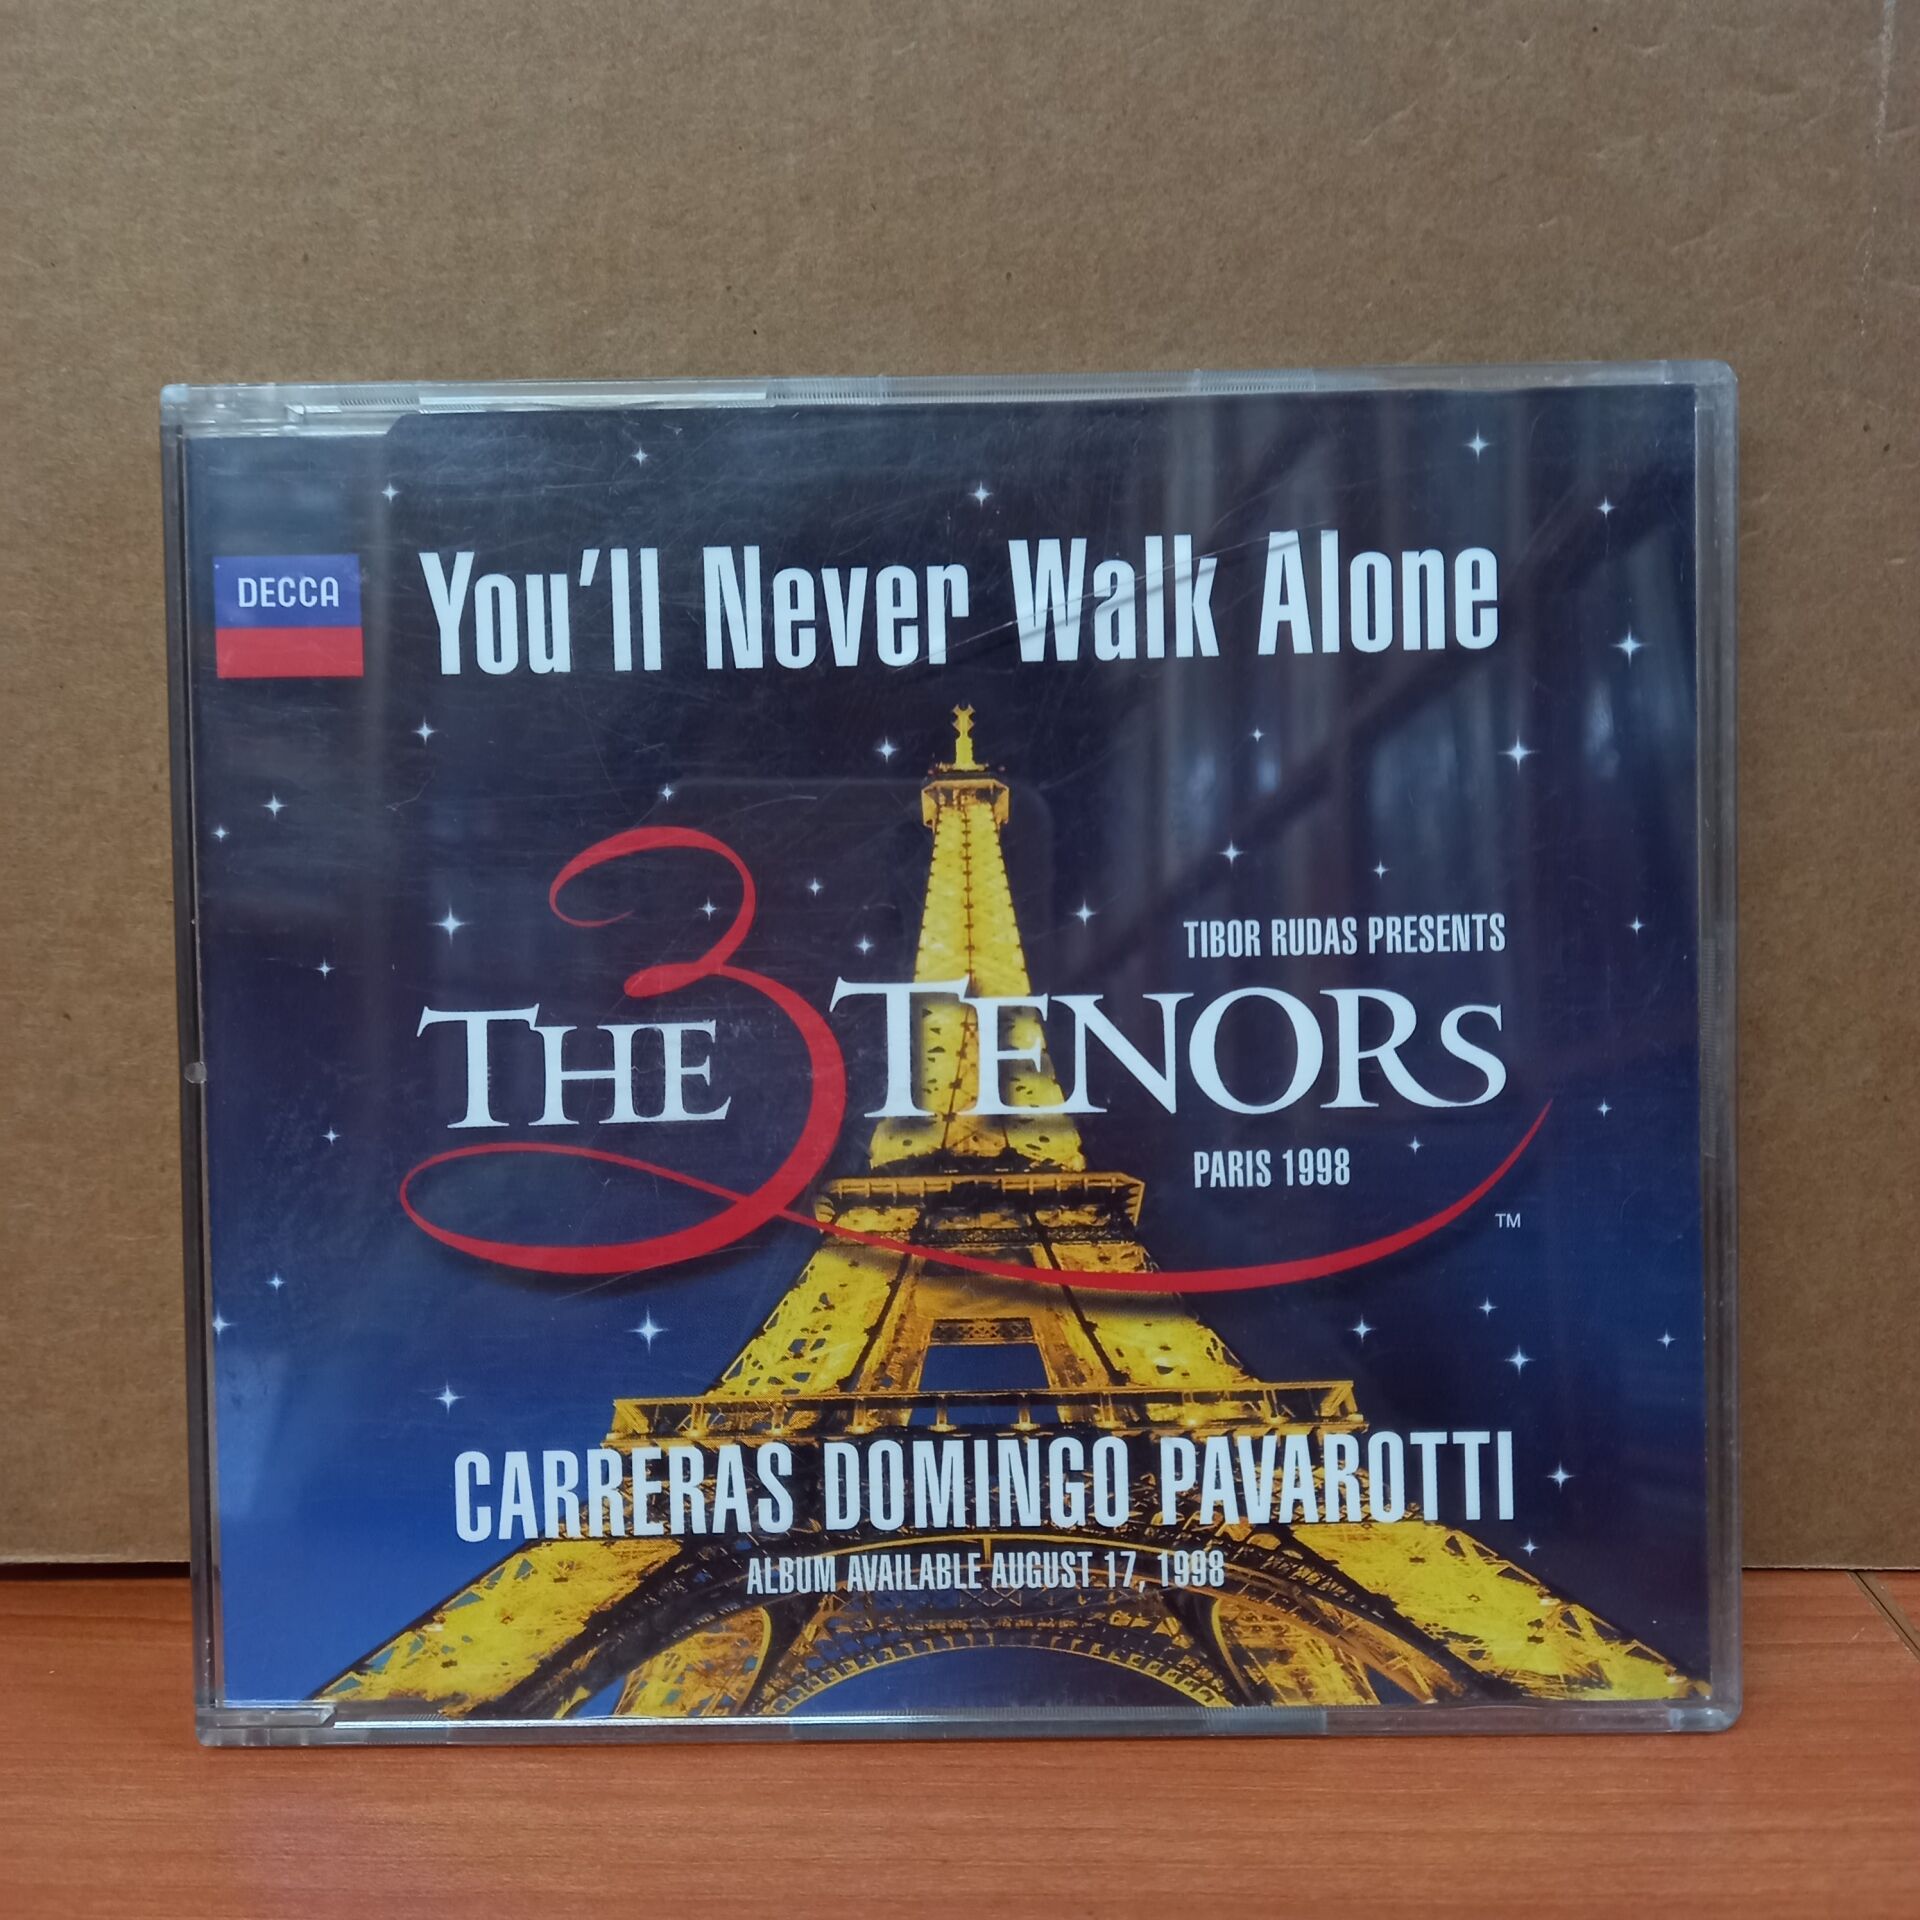 DECCA
You'll Never Walk Alone
TIBOR RUDAS PRESENTS
THE 3 TENORS
PARIS 1998
TM
CARRERAS DOMINGO PAVAROTTI
ALBUM AVAILABLE AUGUST 17, 1998